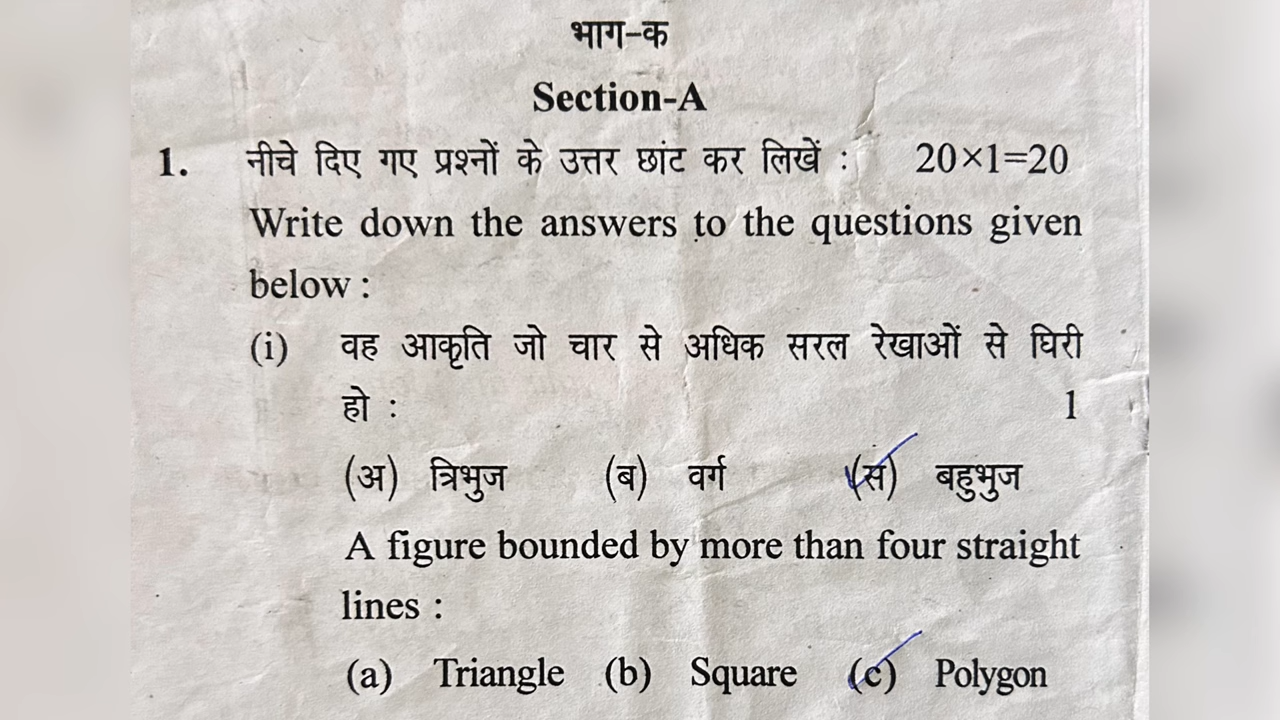 भाग-क
Section-A
1. नीचे दिए गए प्रश्नों के उत्तर छांट कर लिखें : 20×1=20
Write down the answers to the questions given
below :
(i) वह आकृति जो चार से अधिक सरल रेखाओं से घिरी
हो : 1
(अ) त्रिभुज (ब) वर्ग (स) बहुभुज
A figure bounded by more than four straight
lines :
(a) Triangle (b) Square (c) Polygon